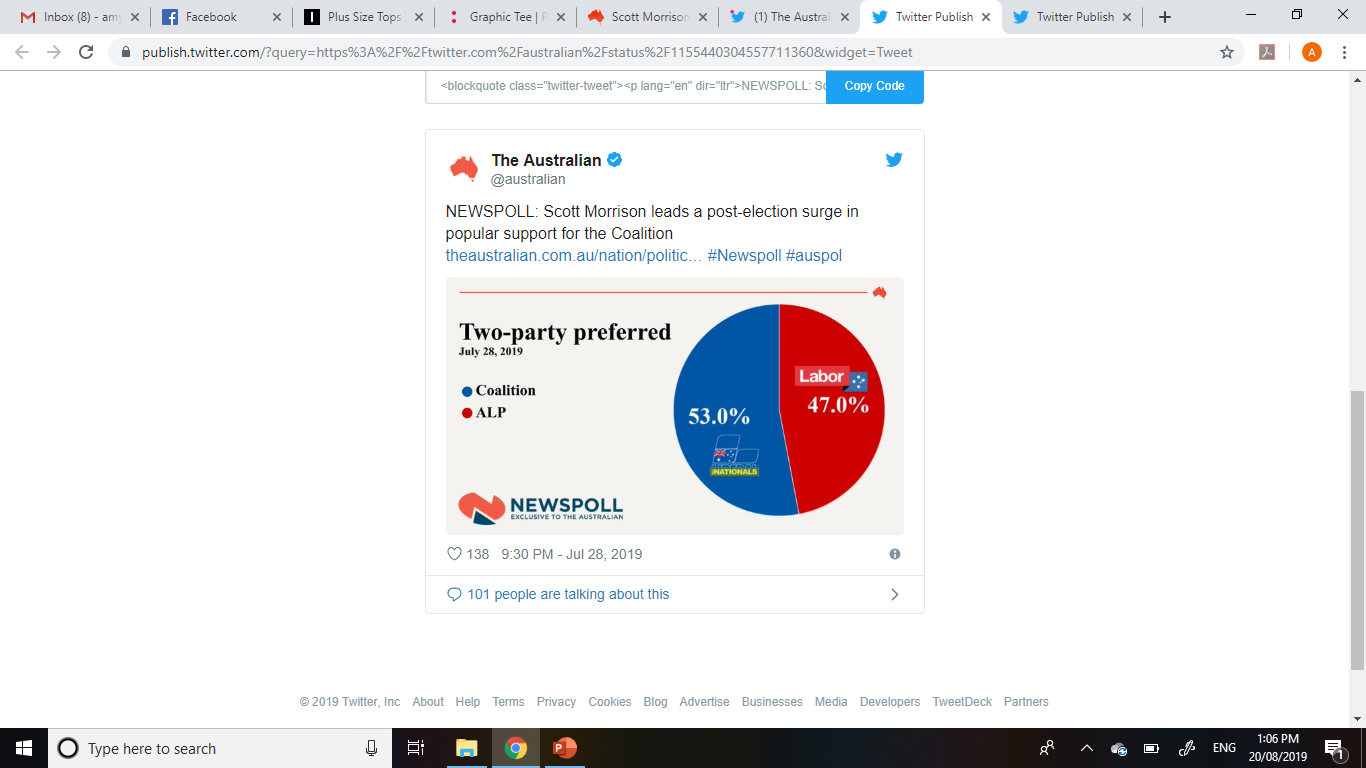 Inbox (8) - amy
Facebook
Plus Size Tops
Graphic Tee | P
Scott Morrison
(1) The Austral
Twitter Publish
Twitter Publish
publish.twitter.com/?query=https%3A%2F%2Ftwitter.com%2Faustralian%2Fstatus%2F1155440304557711360&widget=Tweet
A
<blockquote class="twitter-tweet"><p lang="en" dir="ltr">NEWSPOLL: Sc
Copy Code
The Australian
@australian
NEWSPOLL: Scott Morrison leads a post-election surge in
popular support for the Coalition
theaustralian.com.au/nation/politic… #Newspoll #auspol
Two-party preferred
July 28, 2019
Coalition
ALP
Labor
47.0%
53.0%
NATIONALS
NEWSPOLL
EXCLUSIVE TO THE AUSTRALIAN
138 9:30 PM - Jul 28, 2019
101 people are talking about this
© 2019 Twitter, Inc About Help Terms Privacy Cookies Blog Advertise Businesses Media Developers TweetDeck Partners
Type here to search
ENG
1:06 PM
20/08/2019
1